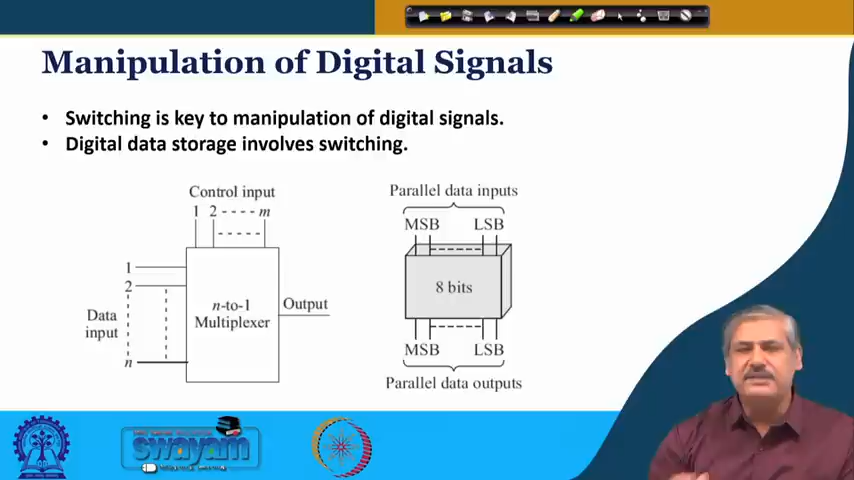 Manipulation of Digital Signals
• Switching is key to manipulation of digital signals.
• Digital data storage involves switching.
Control input
1 2 - - - - m
1
2
Data
input
n
n-to-1
Multiplexer
Output
Parallel data inputs
MSB LSB
8 bits
MSB LSB
Parallel data outputs
swayam